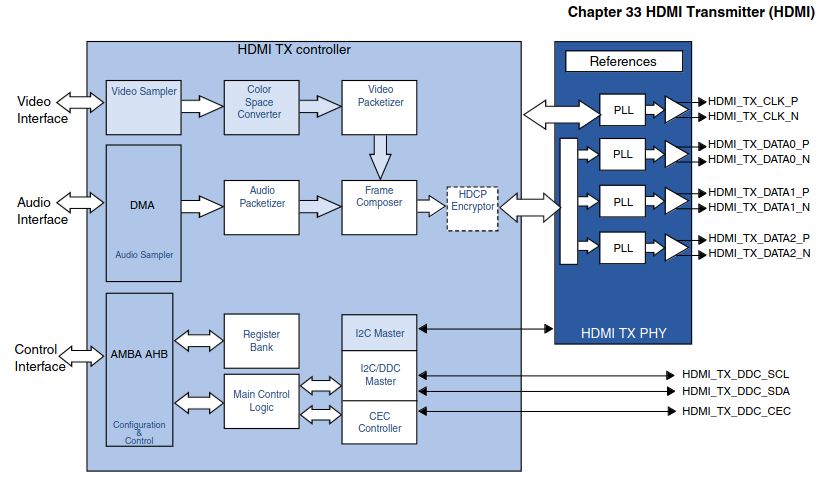 Chapter 33 HDMI Transmitter (HDMI)
HDMI TX controller
References
Video
Interface
Video Sampler
Color
Space
Converter
Video
Packetizer
PLL
HDMI_TX_CLK_P
HDMI_TX_CLK_N
PLL
HDMI_TX_DATA0_P
HDMI_TX_DATA0_N
Audio
Interface
DMA
Audio Sampler
Audio
Packetizer
Frame
Composer
HDCP
Encryptor
PLL
HDMI_TX_DATA1_P
HDMI_TX_DATA1_N
PLL
HDMI_TX_DATA2_P
HDMI_TX_DATA2_N
HDMI TX PHY
Control
Interface
AMBA AHB
Configuration
&
Control
Register
Bank
Main Control
Logic
I2C Master
I2C/DDC
Master
CEC
Controller
HDMI_TX_DDC_SCL
HDMI_TX_DDC_SDA
HDMI_TX_DDC_CEC